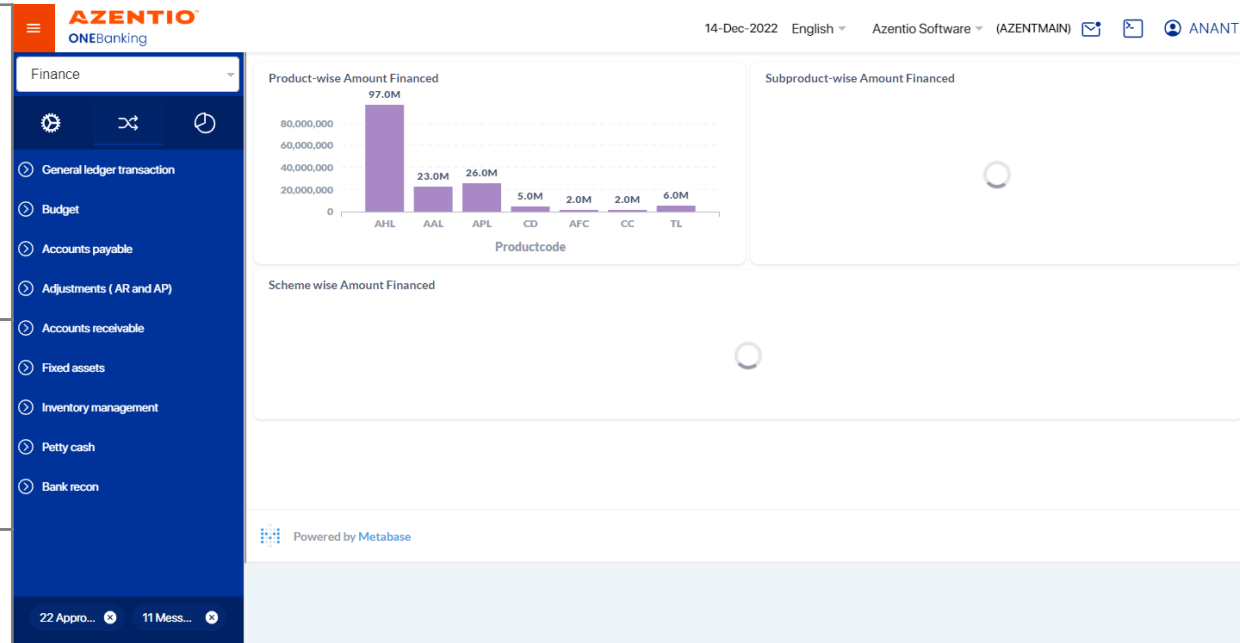 AZENTIO™
ONEBanking
14-Dec-2022 English Azentio Software (AZENTMAIN) ANANT
Finance
General ledger transaction
Budget
Accounts payable
Adjustments ( AR and AP)
Accounts receivable
Fixed assets
Inventory management
Petty cash
Bank recon
22 Appro...
11 Mess...
Product-wise Amount Financed
97.0M
80,000,000
60,000,000
40,000,000
20,000,000
0
23.0M
26.0M
5.0M
2.0M
2.0M
6.0M
AHL AAL APL CD AFC CC TL
Productcode
Subproduct-wise Amount Financed
Scheme wise Amount Financed
Powered by Metabase